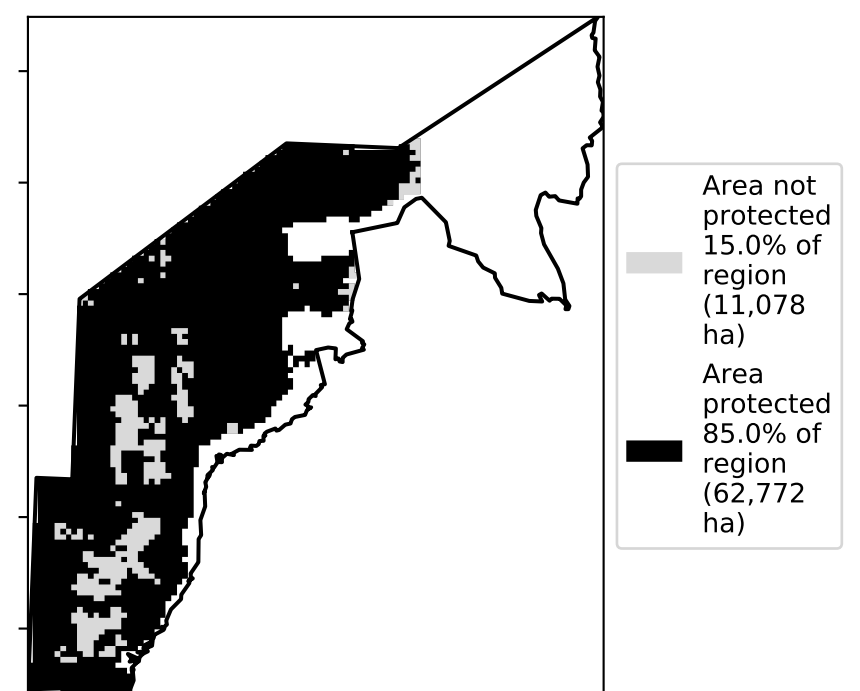 Area not
protected
15.0% of
region
(11,078
ha)
Area
protected
85.0% of
region
(62,772
ha)